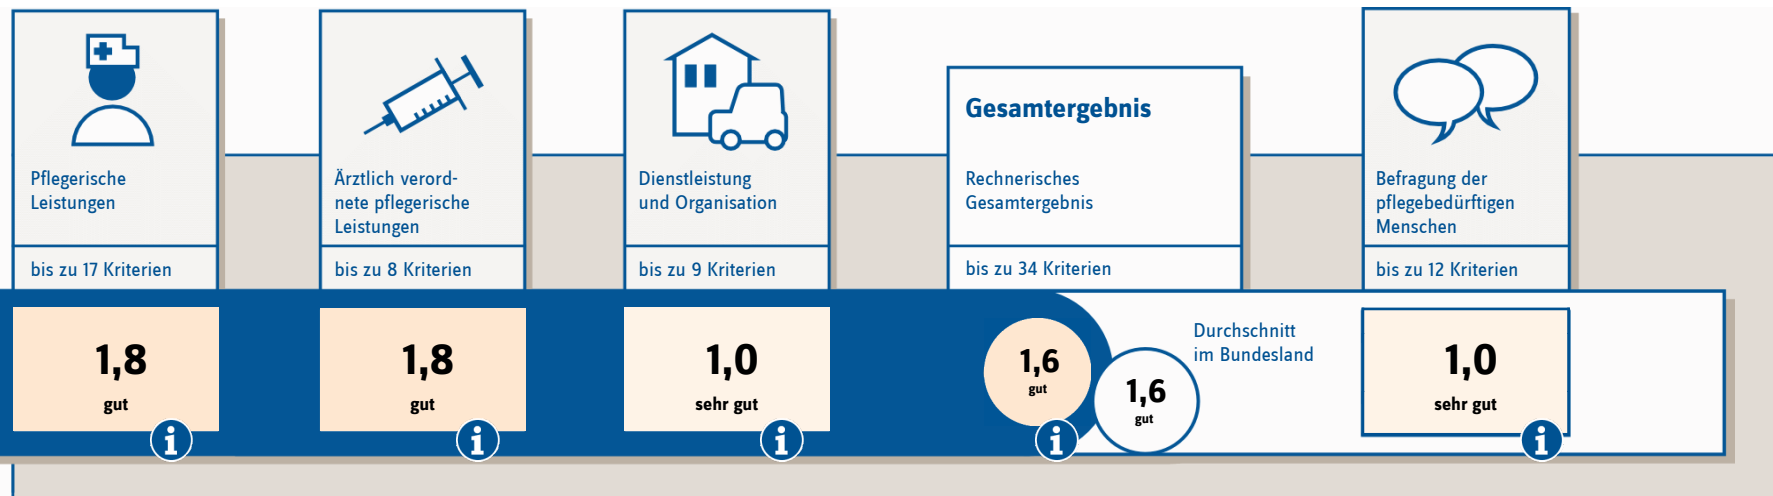 Pflegerische
Leistungen
bis zu 17 Kriterien
1,8
gut
i
Ärztlich verord-
nete pflegerische
Leistungen
bis zu 8 Kriterien
1,8
gut
i
Dienstleistung
und Organisation
bis zu 9 Kriterien
1,0
sehr gut
i
Gesamtergebnis
Rechnerisches
Gesamtergebnis
bis zu 34 Kriterien
1,6
gut
i
Durchschnitt
im Bundesland
1,6
gut
Befragung der
pflegebedürftigen
Menschen
bis zu 12 Kriterien
1,0
sehr gut
i